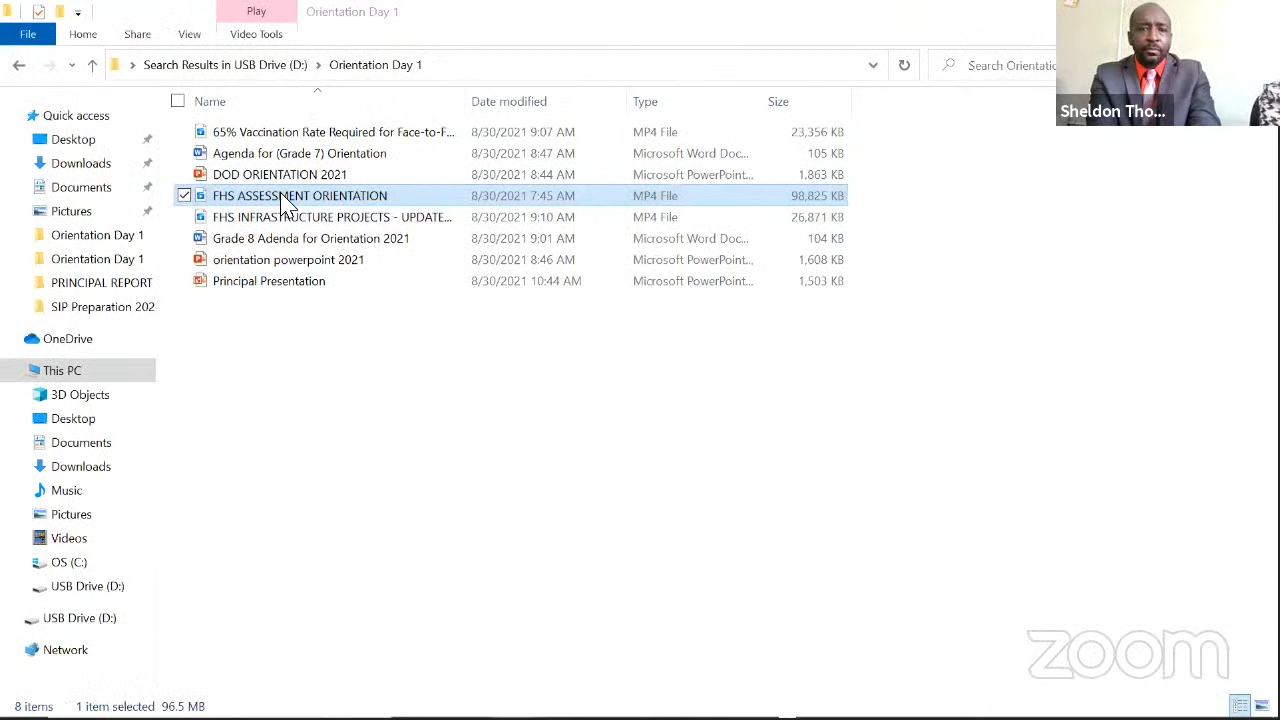 Play
Orientation Day 1
File
Home
Share
View
Video Tools
Search Results in USB Drive (D:)
Orientation Day 1
Search Orientatio
Sheldon Tho...
Name
Date modified
Type
Size
65% Vaccination Rate Required for Face-to-F...
8/30/2021 9:07 AM
MP4 File
23,356 KB
Agenda for (Grade 7) Orientation
8/30/2021 8:47 AM
Microsoft Word Doc...
105 KB
DOD ORIENTATION 2021
8/30/2021 8:44 AM
Microsoft PowerPoint...
1,863 KB
FHS ASSESSMENT ORIENTATION
8/30/2021 7:45 AM
MP4 File
98,825 KB
FHS INFRASTRUCTURE PROJECTS - UPDATE...
8/30/2021 9:10 AM
MP4 File
26,871 KB
Grade 8 Adenda for Orientation 2021
8/30/2021 9:01 AM
Microsoft Word Doc...
104 KB
orientation powerpoint 2021
8/30/2021 8:46 AM
Microsoft PowerPoint...
1,608 KB
Principal Presentation
8/30/2021 10:44 AM
Microsoft PowerPoint...
1,503 KB
Quick access
Desktop
Downloads
Documents
Pictures
Orientation Day 1
Orientation Day 1
PRINCIPAL REPORT
SIP Preparation 202
OneDrive
This PC
3D Objects
Desktop
Documents
Downloads
Music
Pictures
Videos
OS (C:)
USB Drive (D:)
USB Drive (D:)
Network
zoom
8 items
1 item selected
96.5 MB